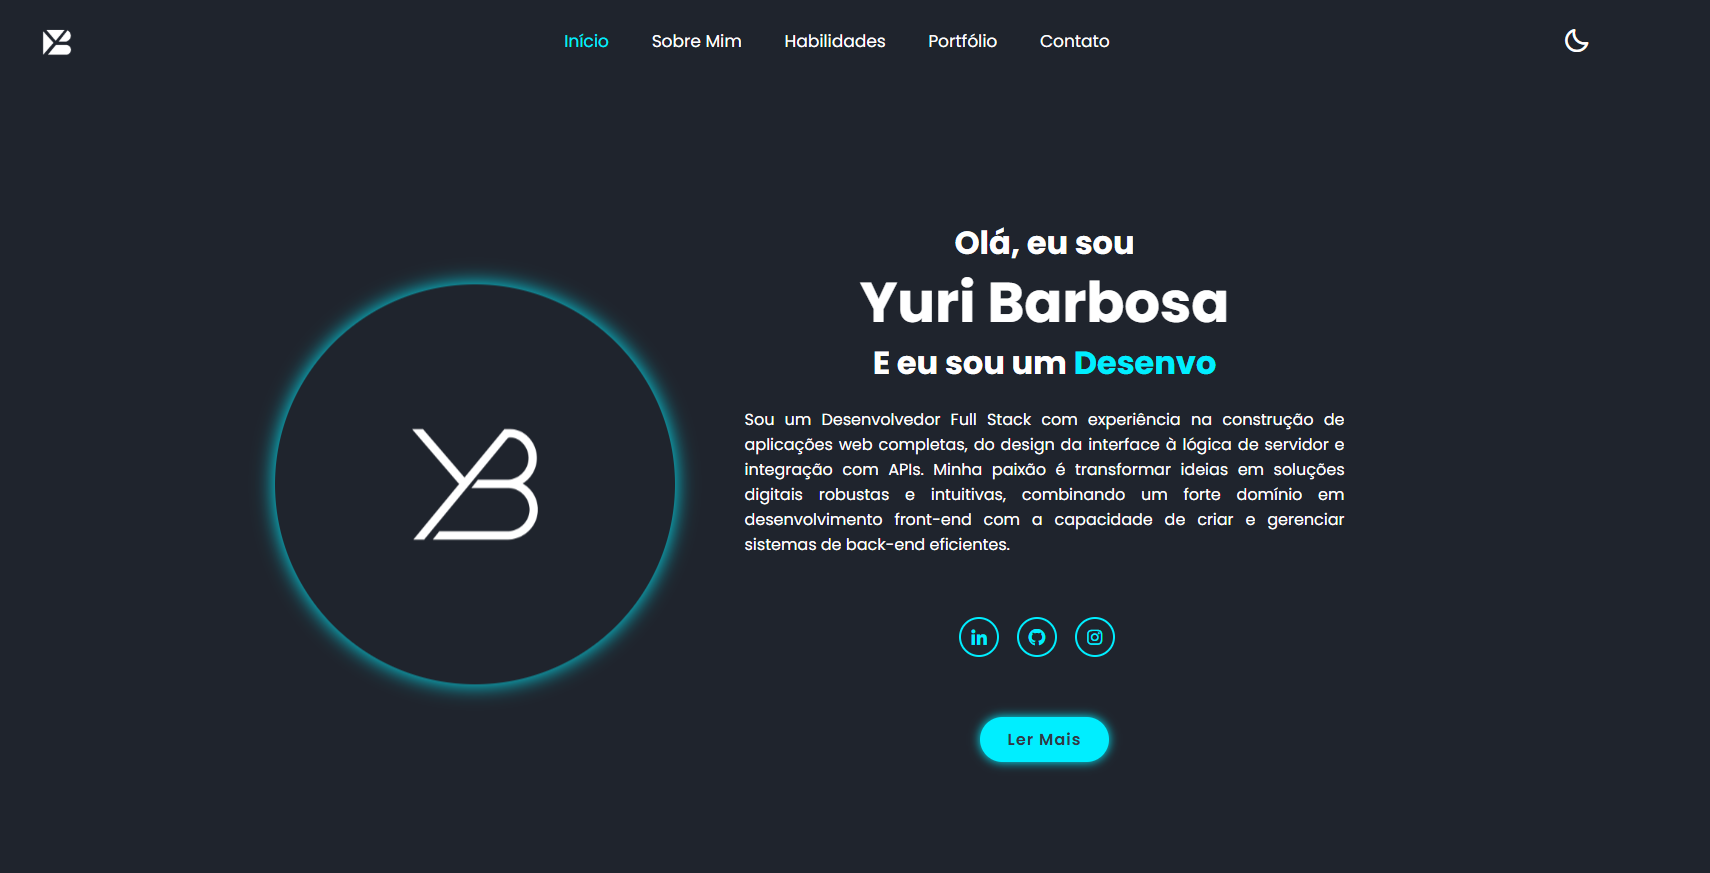 YB
Início Sobre Mim Habilidades Portfólio Contato
Olá, eu sou
Yuri Barbosa
E eu sou um Desenvo
Sou um Desenvolvedor Full Stack com experiência na construção de
aplicações web completas, do design da interface à lógica de servidor e
integração com APIs. Minha paixão é transformar ideias em soluções
digitais robustas e intuitivas, combinando um forte domínio em
desenvolvimento front-end com a capacidade de criar e gerenciar
sistemas de back-end eficientes.
YB
in
Ler Mais